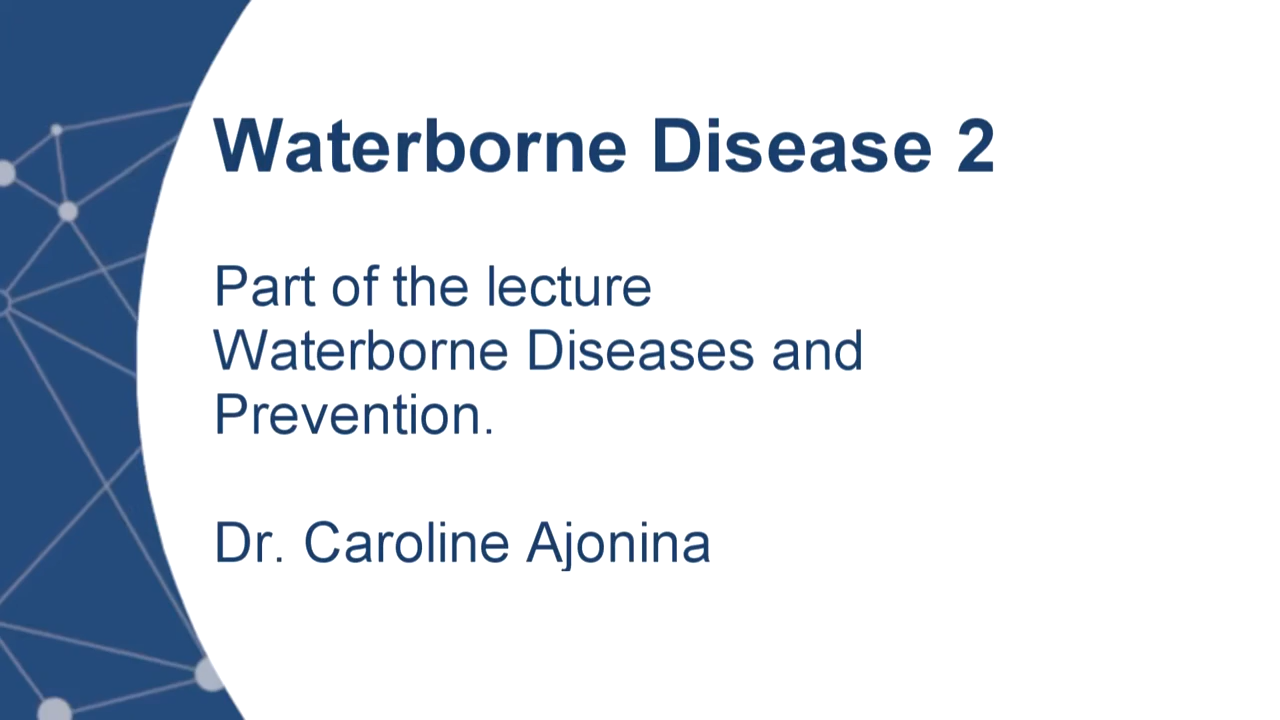 Waterborne Disease 2
Part of the lecture
Waterborne Diseases and
Prevention.
Dr. Caroline Ajonina